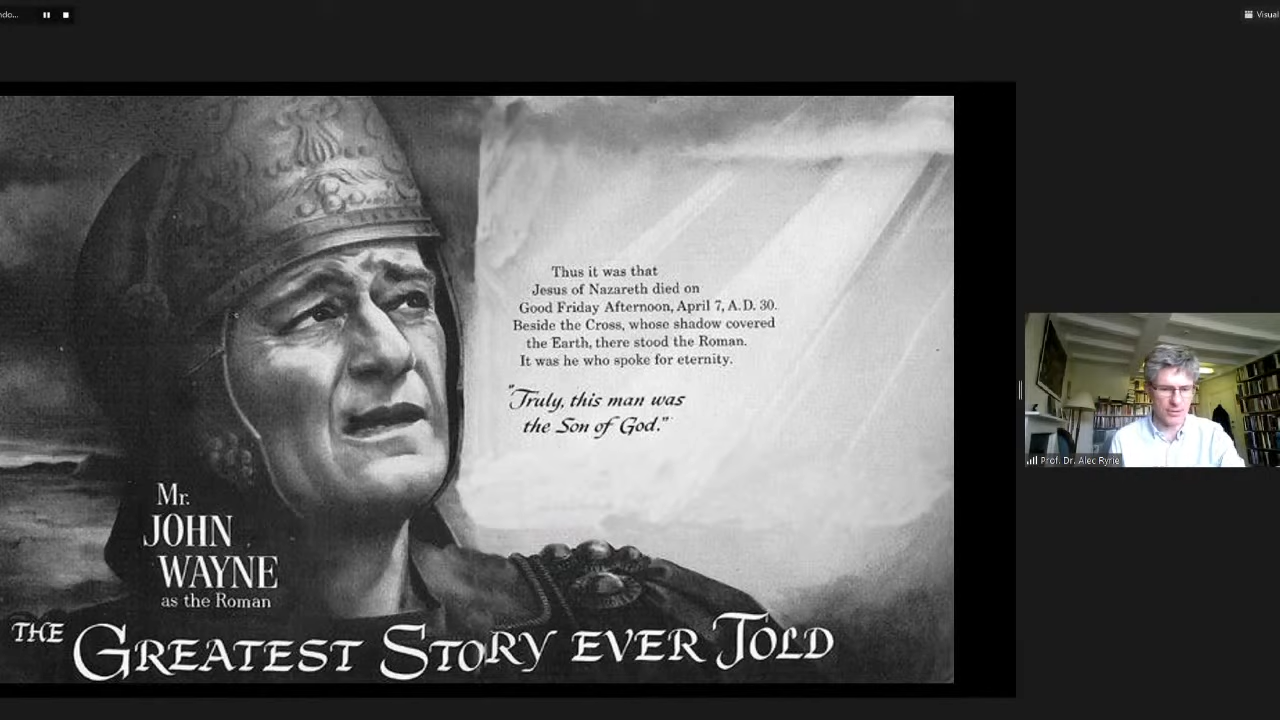 Visual
Thus it was that
Jesus of Nazareth died on
Good Friday Afternoon, April 7, A.D. 30.
Beside the Cross, whose shadow covered
the Earth, there stood the Roman.
It was he who spoke for eternity.
"Truly, this man was
the Son of God."
Mr.
JOHN
WAYNE
as the Roman
THE GREATEST STORY EVER TOLD
Prof. Dr. Alec Ryrie